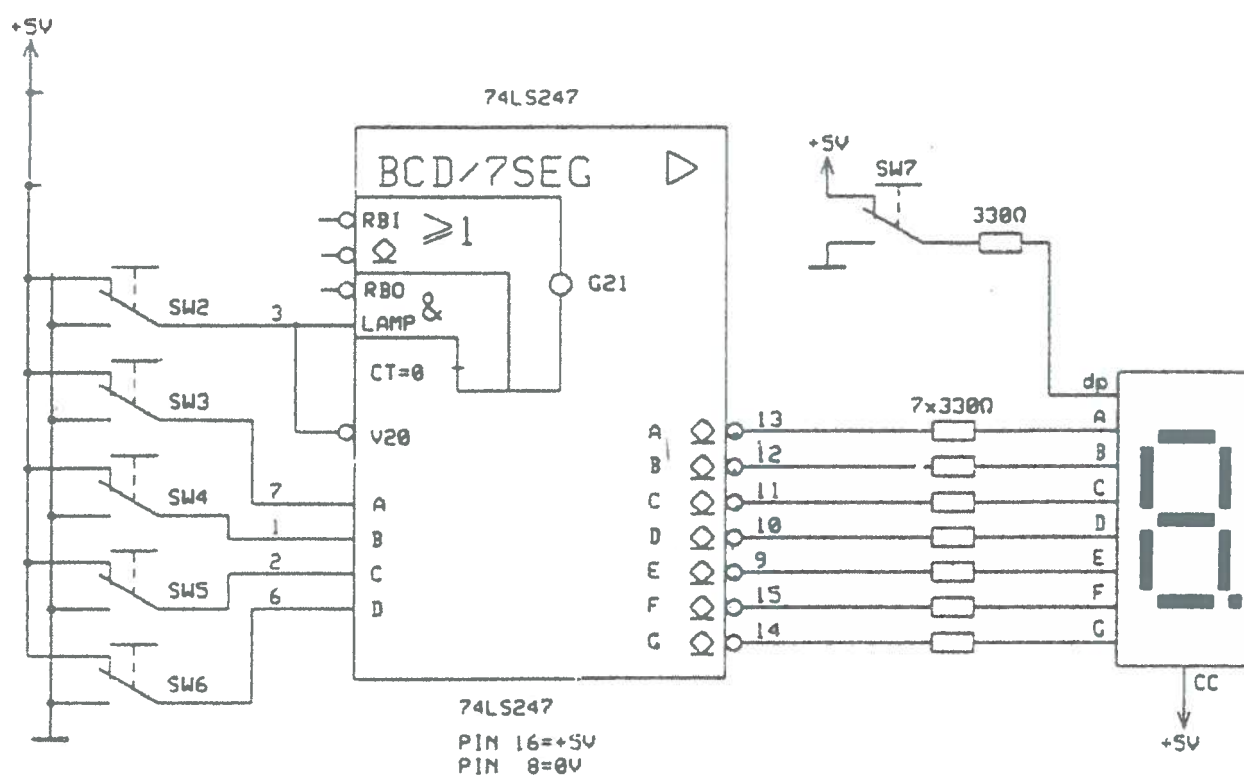 +5V
74LS247
BCD/7SEG
+5V
SW7
330Ω
RBI
≥1
G21
RBO
&
LAMP
SW2
3
CT=0
dp
SW3
V20
7x330Ω
A
13
A
B
12
B
SW4
7
A
C
11
C
1
B
D
10
D
SW5
2
C
E
9
E
6
D
F
15
F
G
14
G
SW6
CC
74LS247
+5V
PIN 16=+5V
PIN 8=0V